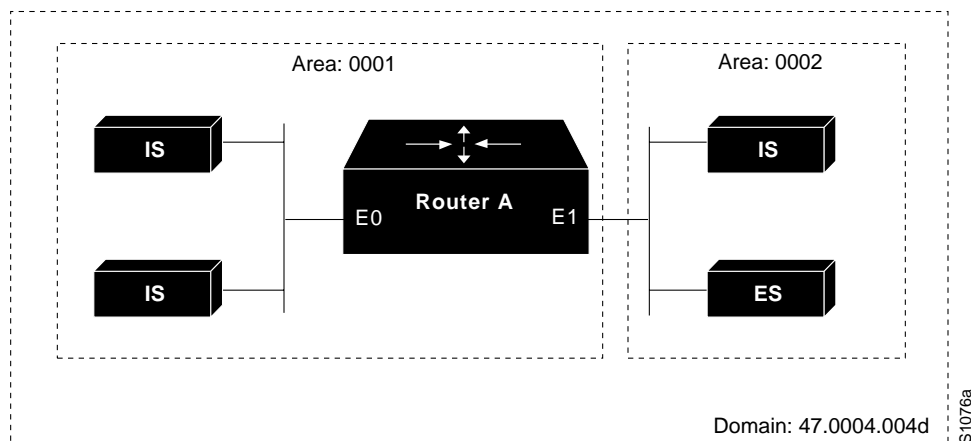 Area: 0001
Area: 0002
IS
IS
Router A
E0
E1
IS
ES
Domain: 47.0004.004d
S1076a